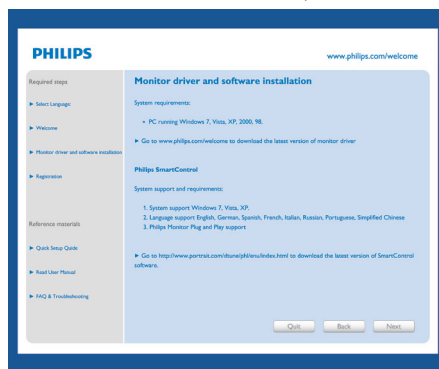 PHILIPS
www.philips.com/welcome
Required steps
► Select Language:
► Welcome
► Monitor driver and software installation
► Registration
Reference materials
► Quick Setup Quide
► Read User Manual
► FAQ & Troubleshooting
Monitor driver and software installation
System requirements:
• PC running Windows 7, Vista, XP, 2000, 98.
► Go to www.philips.com/welcome to download the latest version of monitor driver
Philips SmartControl
System support and requirements:
1. System support Windows 7, Vista, XP.
2. Language support English, German, Spanish, French, Italian, Russian, Portuguese, Simplified Chinese
3. Philips Monitor Plug and Play support
► Go to http://www.portrait.com/dtune/phl/enu/index.html to download the latest version of SmartControl
software.
Quit
Back
Next